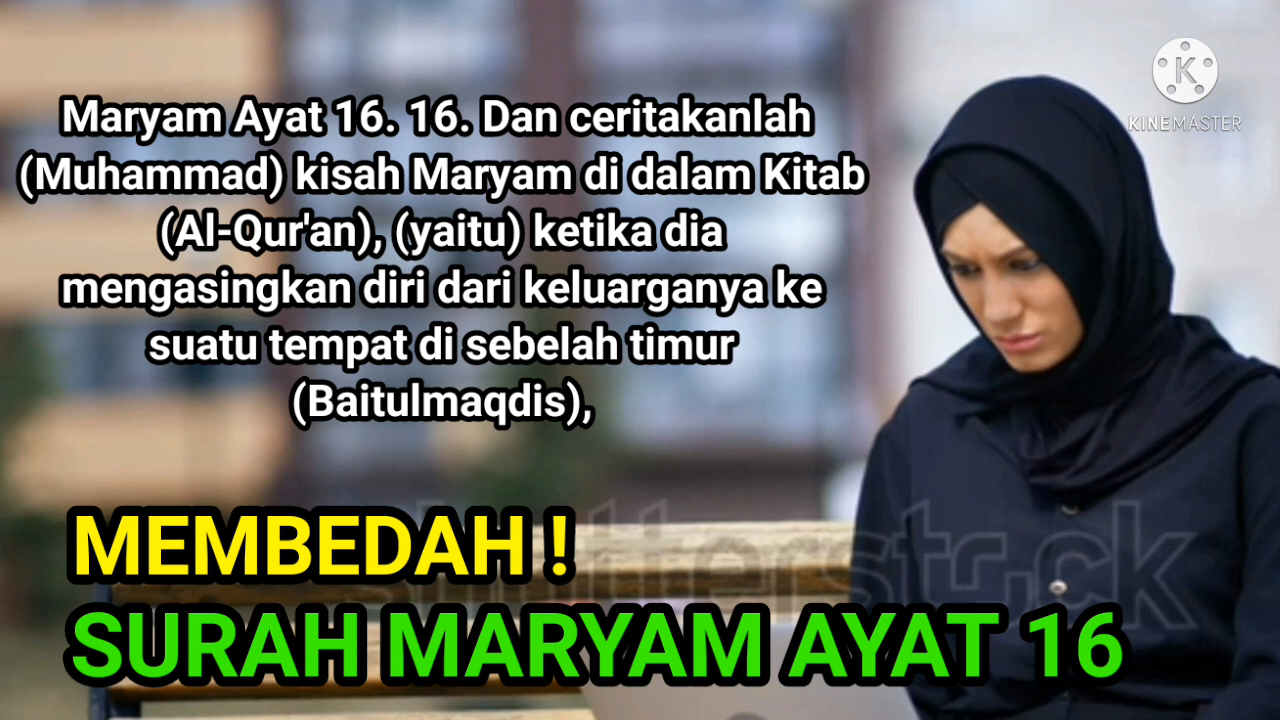 K
KINEMASTER
Maryam Ayat 16. 16. Dan ceritakanlah
(Muhammad) kisah Maryam di dalam Kitab
(Al-Qur'an), (yaitu) ketika dia
mengasingkan diri dari keluarganya ke
suatu tempat di sebelah timur
(Baitulmaqdis),
shutterstock
MEMBEDAH !
SURAH MARYAM AYAT 16